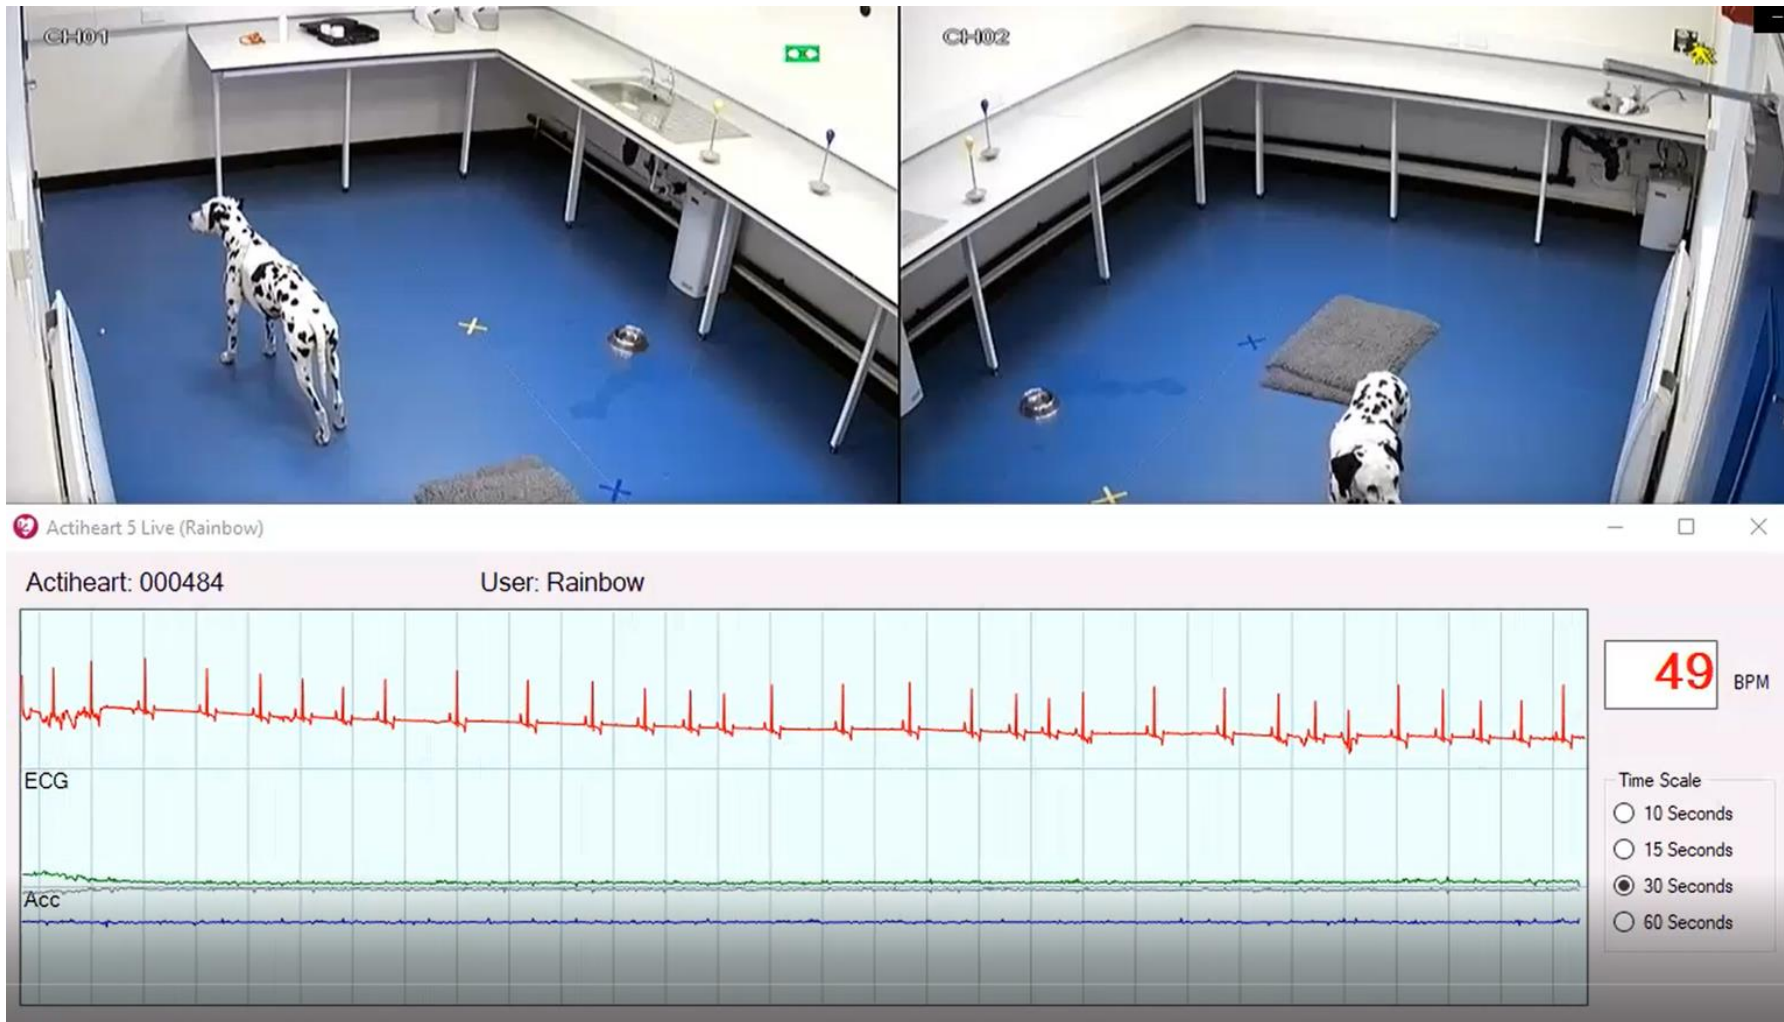 CH01
CH02
Actiheart 5 Live (Rainbow)
Actiheart: 000484 User: Rainbow
49 BPM
ECG
Acc
Time Scale
10 Seconds
15 Seconds
30 Seconds
60 Seconds